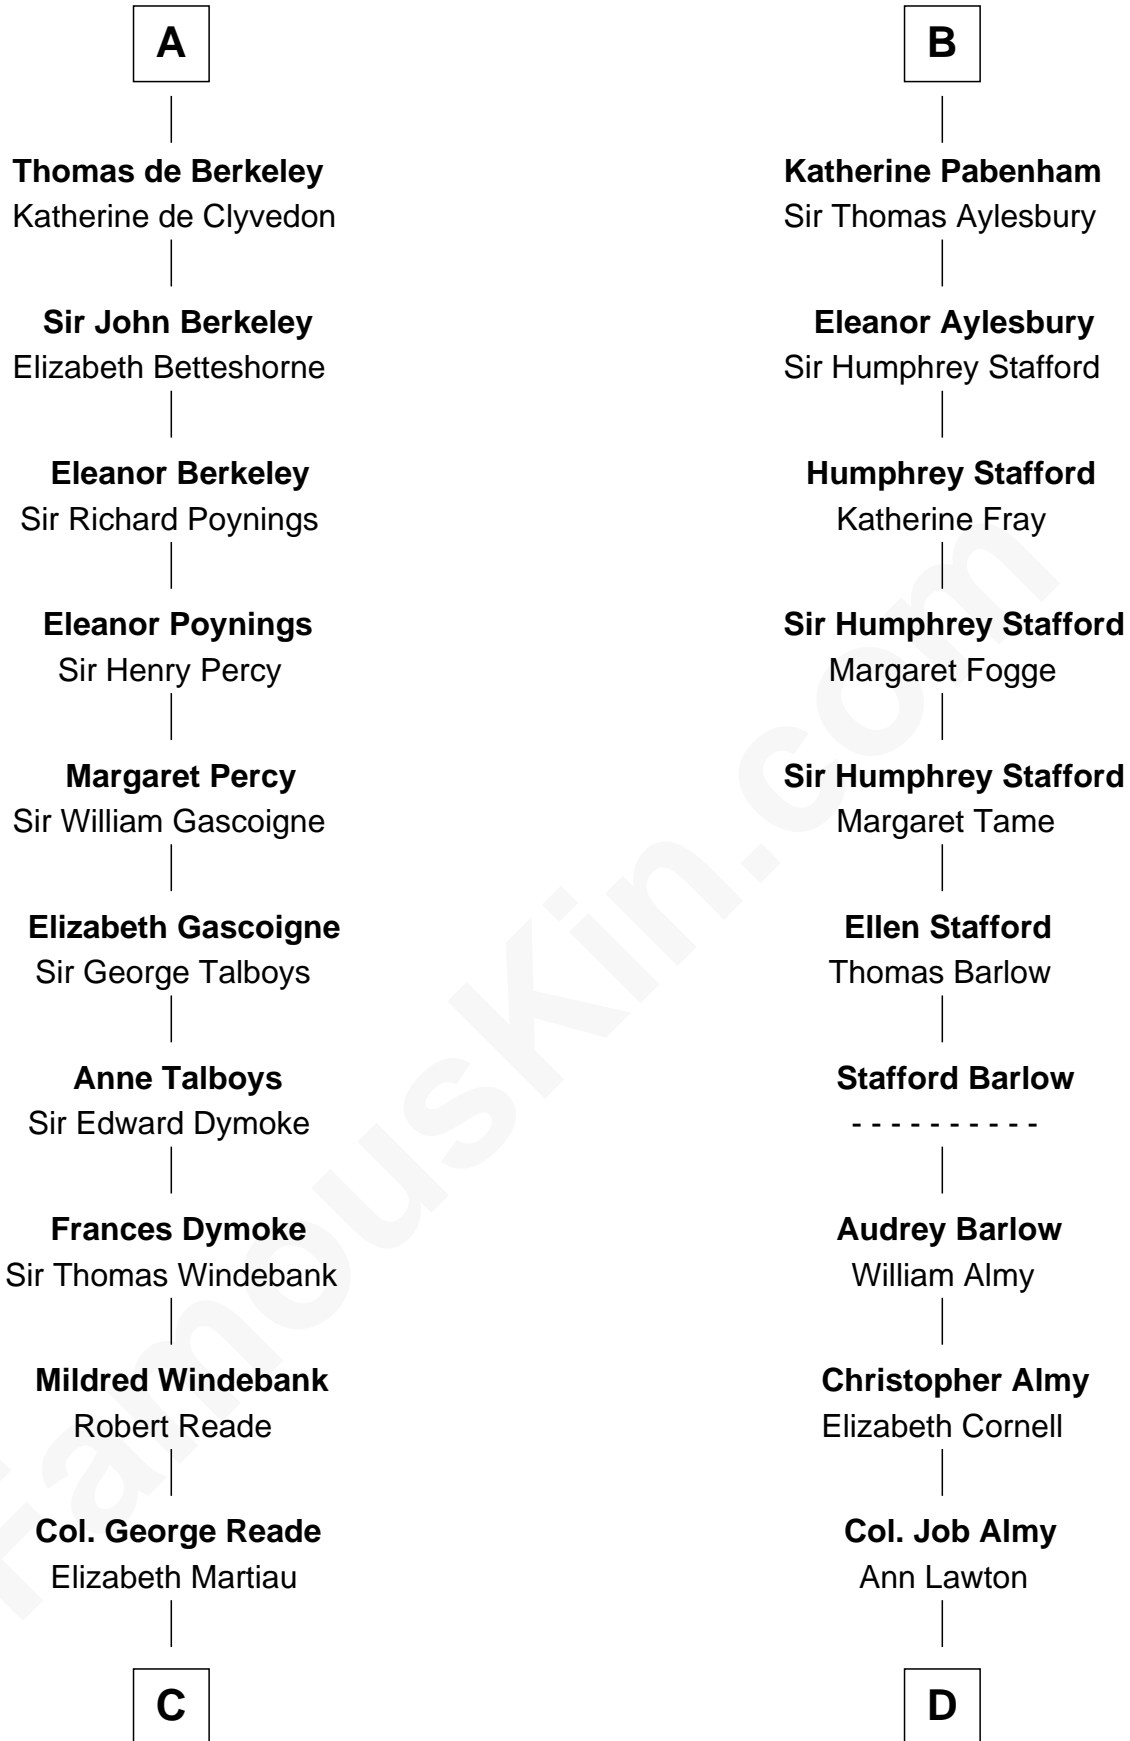 A
Thomas de Berkeley
Katherine de Clyvedon
Sir John Berkeley
Elizabeth Betteshorne
Eleanor Berkeley
Sir Richard Poynings
Eleanor Poynings
Sir Henry Percy
Margaret Percy
Sir William Gascoigne
Elizabeth Gascoigne
Sir George Talboys
Anne Talboys
Sir Edward Dymoke
Frances Dymoke
Sir Thomas Windebank
Mildred Windebank
Robert Reade
Col. George Reade
Elizabeth Martiau
C
B
Katherine Pabenham
Sir Thomas Aylesbury
Eleanor Aylesbury
Sir Humphrey Stafford
Humphrey Stafford
Katherine Fray
Sir Humphrey Stafford
Margaret Fogge
Sir Humphrey Stafford
Margaret Tame
Ellen Stafford
Thomas Barlow
Stafford Barlow
- - - - - - - - - -
Audrey Barlow
William Almy
Christopher Almy
Elizabeth Cornell
Col. Job Almy
Ann Lawton
D
FamousKin.com